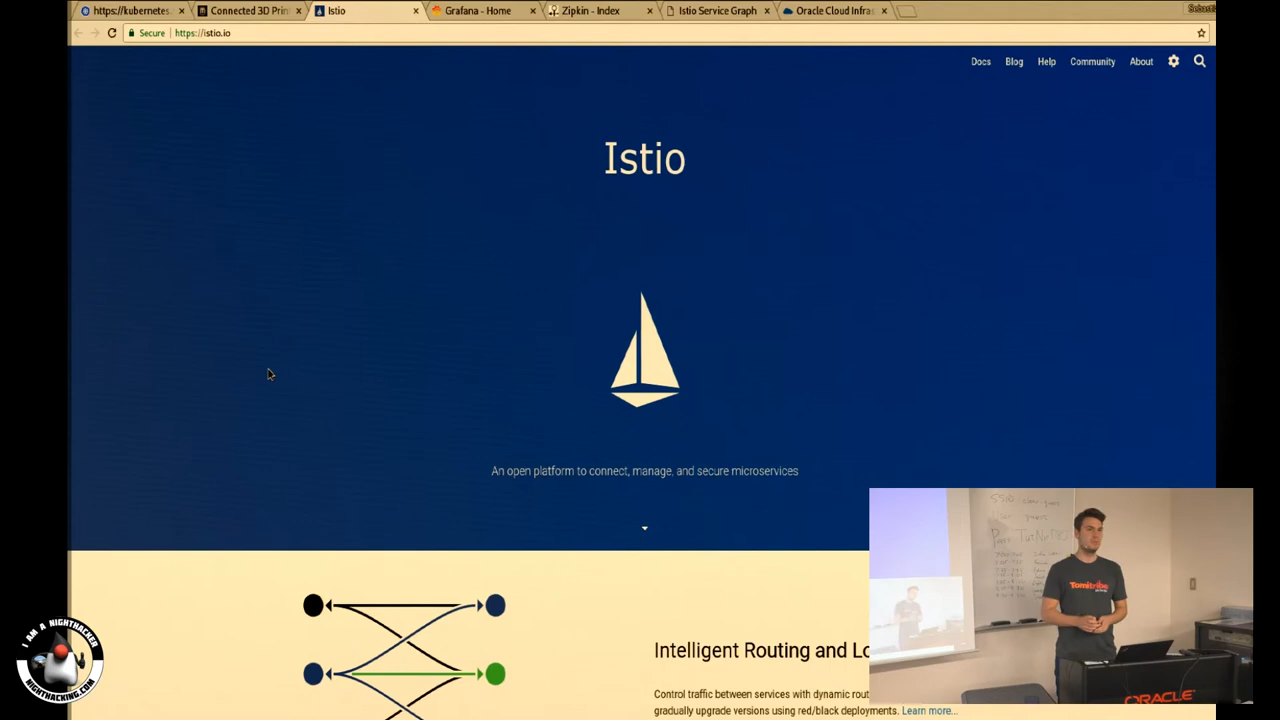 https://kubernetes.
Connected 3D Prin
Istio
Grafana - Home
Zipkin - Index
Istio Service Graph
Oracle Cloud Infras
Secure
https://istio.io
Docs
Blog
Help
Community
About
Istio
An open platform to connect, manage, and secure microservices
Intelligent Routing and Lo
Control traffic between services with dynamic rout
gradually upgrade versions using red/black deployments. Learn more...
I AM A NIGHTHACKER
NIGHTHACKING.COM
Tomitribe
ORACLE